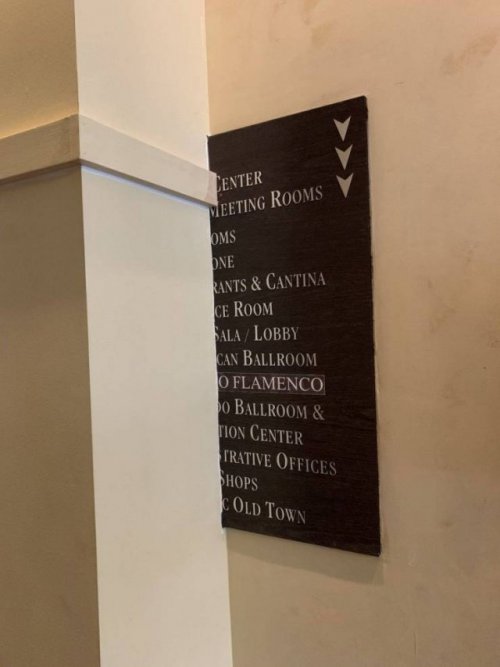 Center
Meeting Rooms
oms
one
rants & Cantina
ce Room
Sala / Lobby
can Ballroom
o Flamenco
do Ballroom &
tion Center
strative Offices
Shops
c Old Town